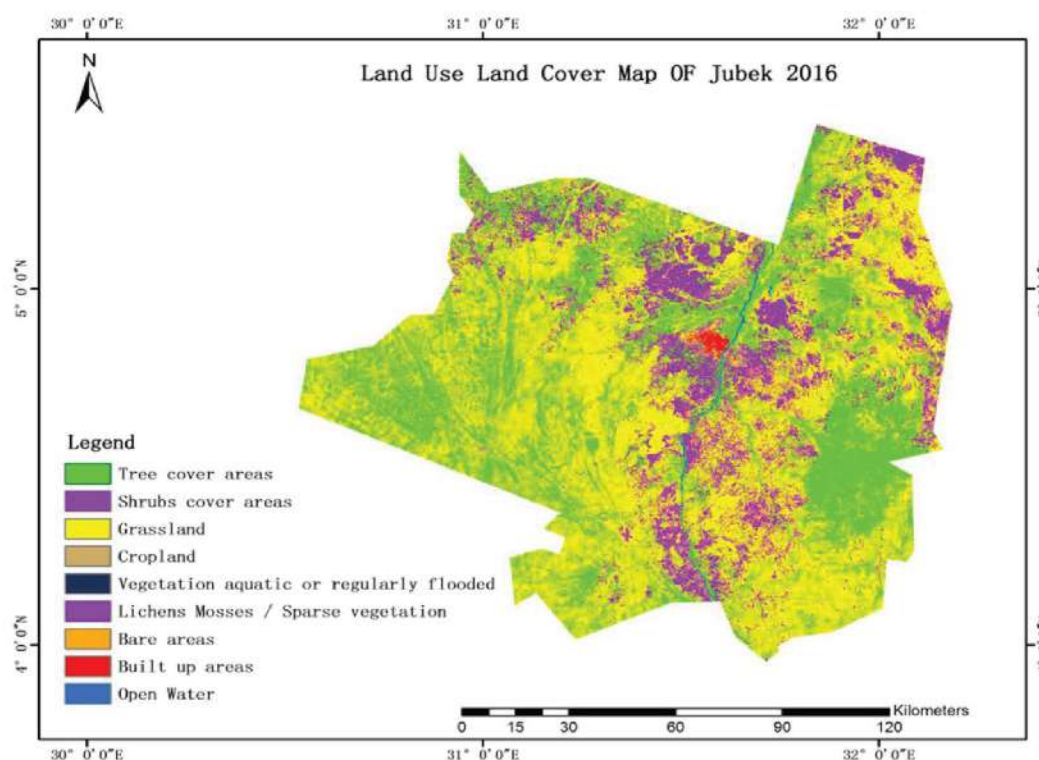 30° 0′0″E 31° 0′0″E 32° 0′0″E
N
Land Use Land Cover Map OF Jubek 2016
5° 0′0″N
Legend
Tree cover areas
Shrubs cover areas
Grassland
Cropland
Vegetation aquatic or regularly flooded
Lichens Mosses / Sparse vegetation
Bare areas
Built up areas
Open Water
4° 0′0″N
Kilometers
0 15 30 60 90 120
30° 0′0″E 31° 0′0″E 32° 0′0″E